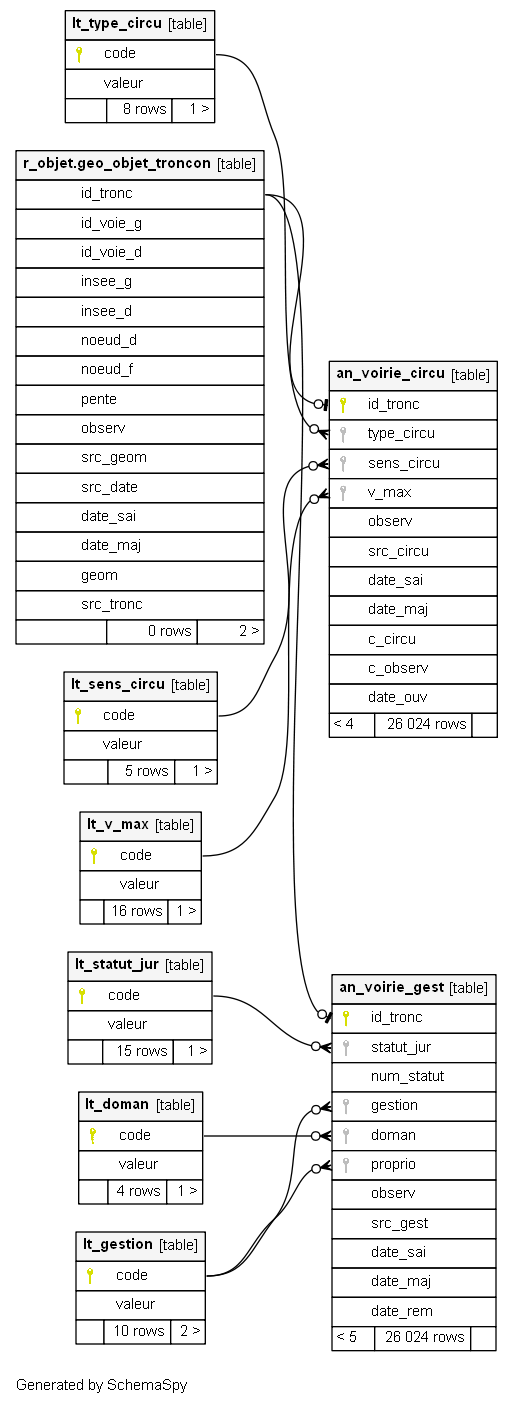 lt_type_circu [table]
code
valeur
8 rows 1 >
r_objet.geo_objet_troncon [table]
id_tronc
id_voie_g
id_voie_d
insee_g
insee_d
noeud_d
noeud_f
pente
observ
src_geom
src_date
date_sai
date_maj
geom
src_tronc
0 rows 2 >
an_voirie_circu [table]
id_tronc
type_circu
sens_circu
v_max
observ
src_circu
date_sai
date_maj
c_circu
c_observ
date_ouv
< 4 26 024 rows
lt_sens_circu [table]
code
valeur
5 rows 1 >
lt_v_max [table]
code
valeur
16 rows 1 >
lt_statut_jur [table]
code
valeur
15 rows 1 >
an_voirie_gest [table]
id_tronc
statut_jur
num_statut
gestion
doman
proprio
observ
src_gest
date_sai
date_maj
date_rem
< 5 26 024 rows
lt_doman [table]
code
valeur
4 rows 1 >
lt_gestion [table]
code
valeur
10 rows 2 >
Generated by SchemaSpy